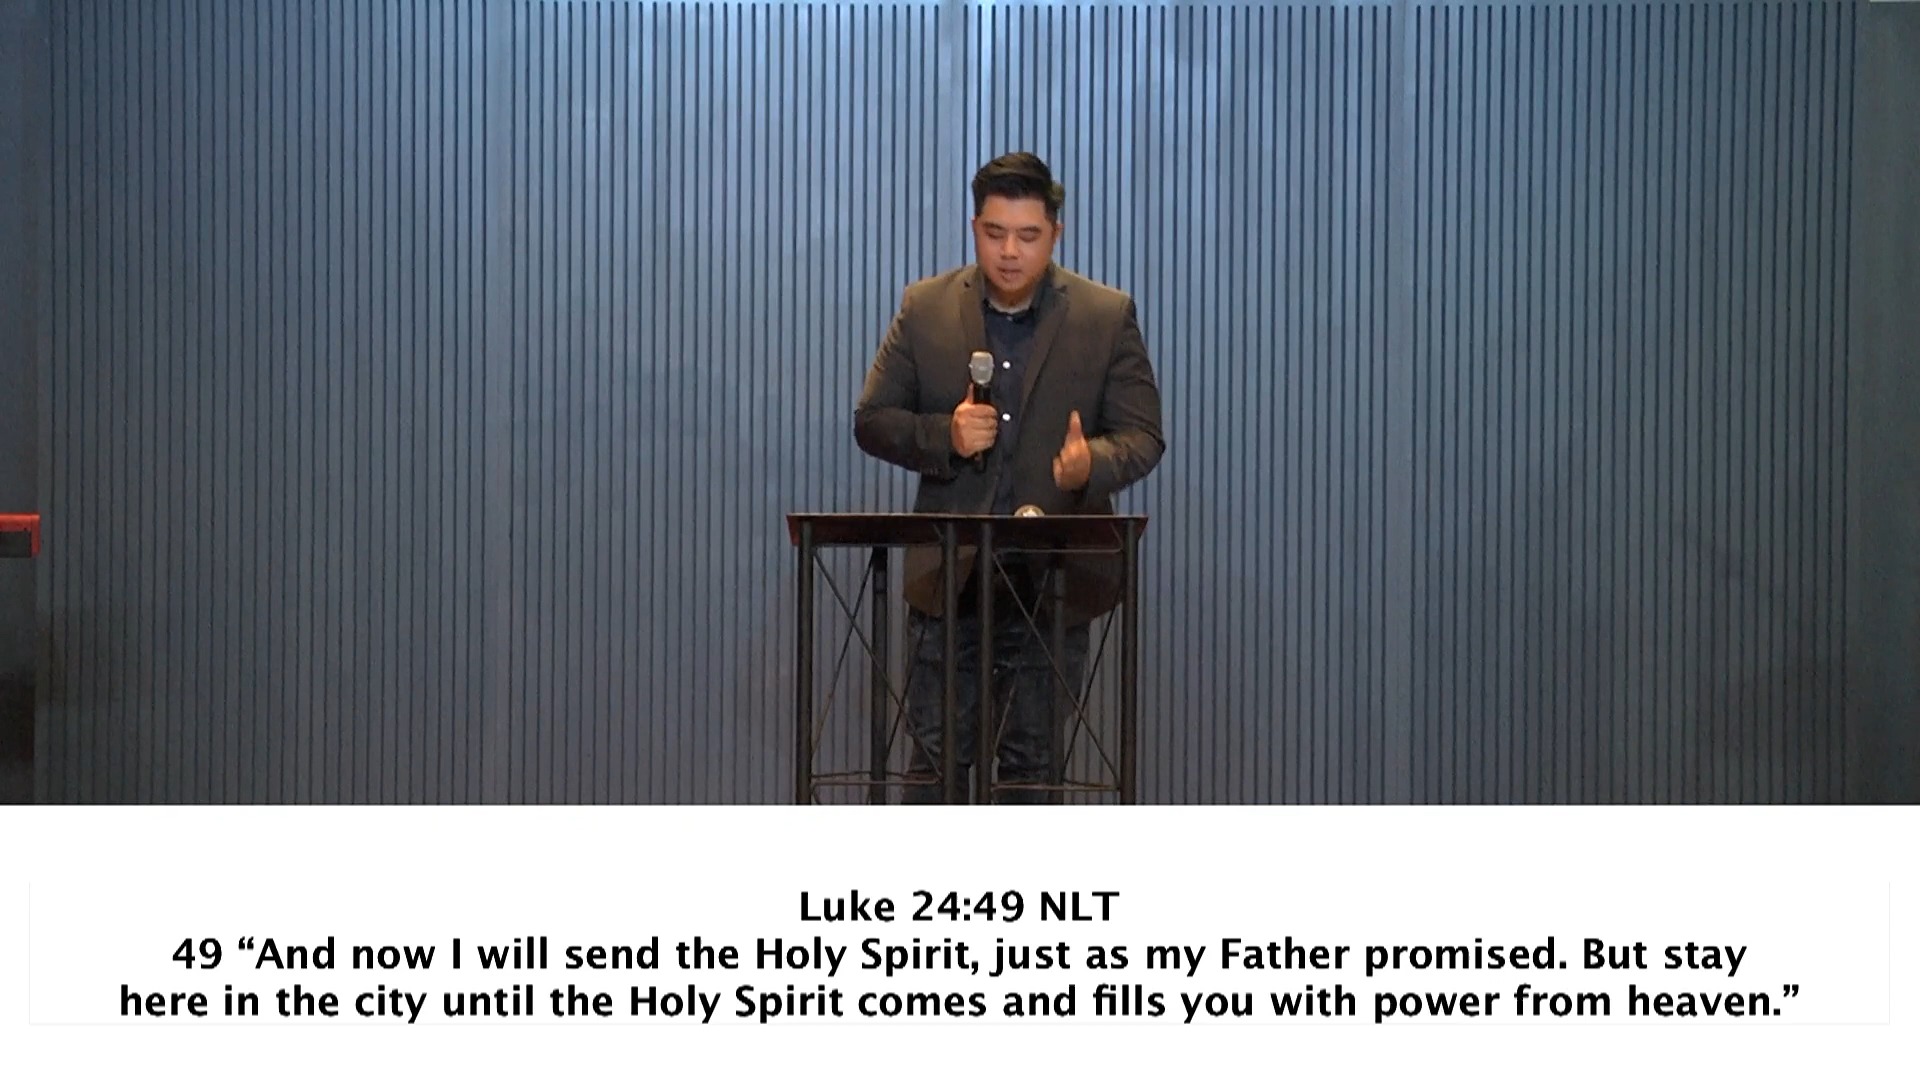 Luke 24:49 NLT
49 “And now I will send the Holy Spirit, just as my Father promised. But stay
here in the city until the Holy Spirit comes and fills you with power from heaven.”